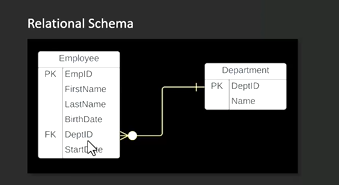 Relational Schema
Employee
PK EmpID
FirstName
LastName
BirthDate
FK DeptID
StartDate
Department
PK DeptID
Name